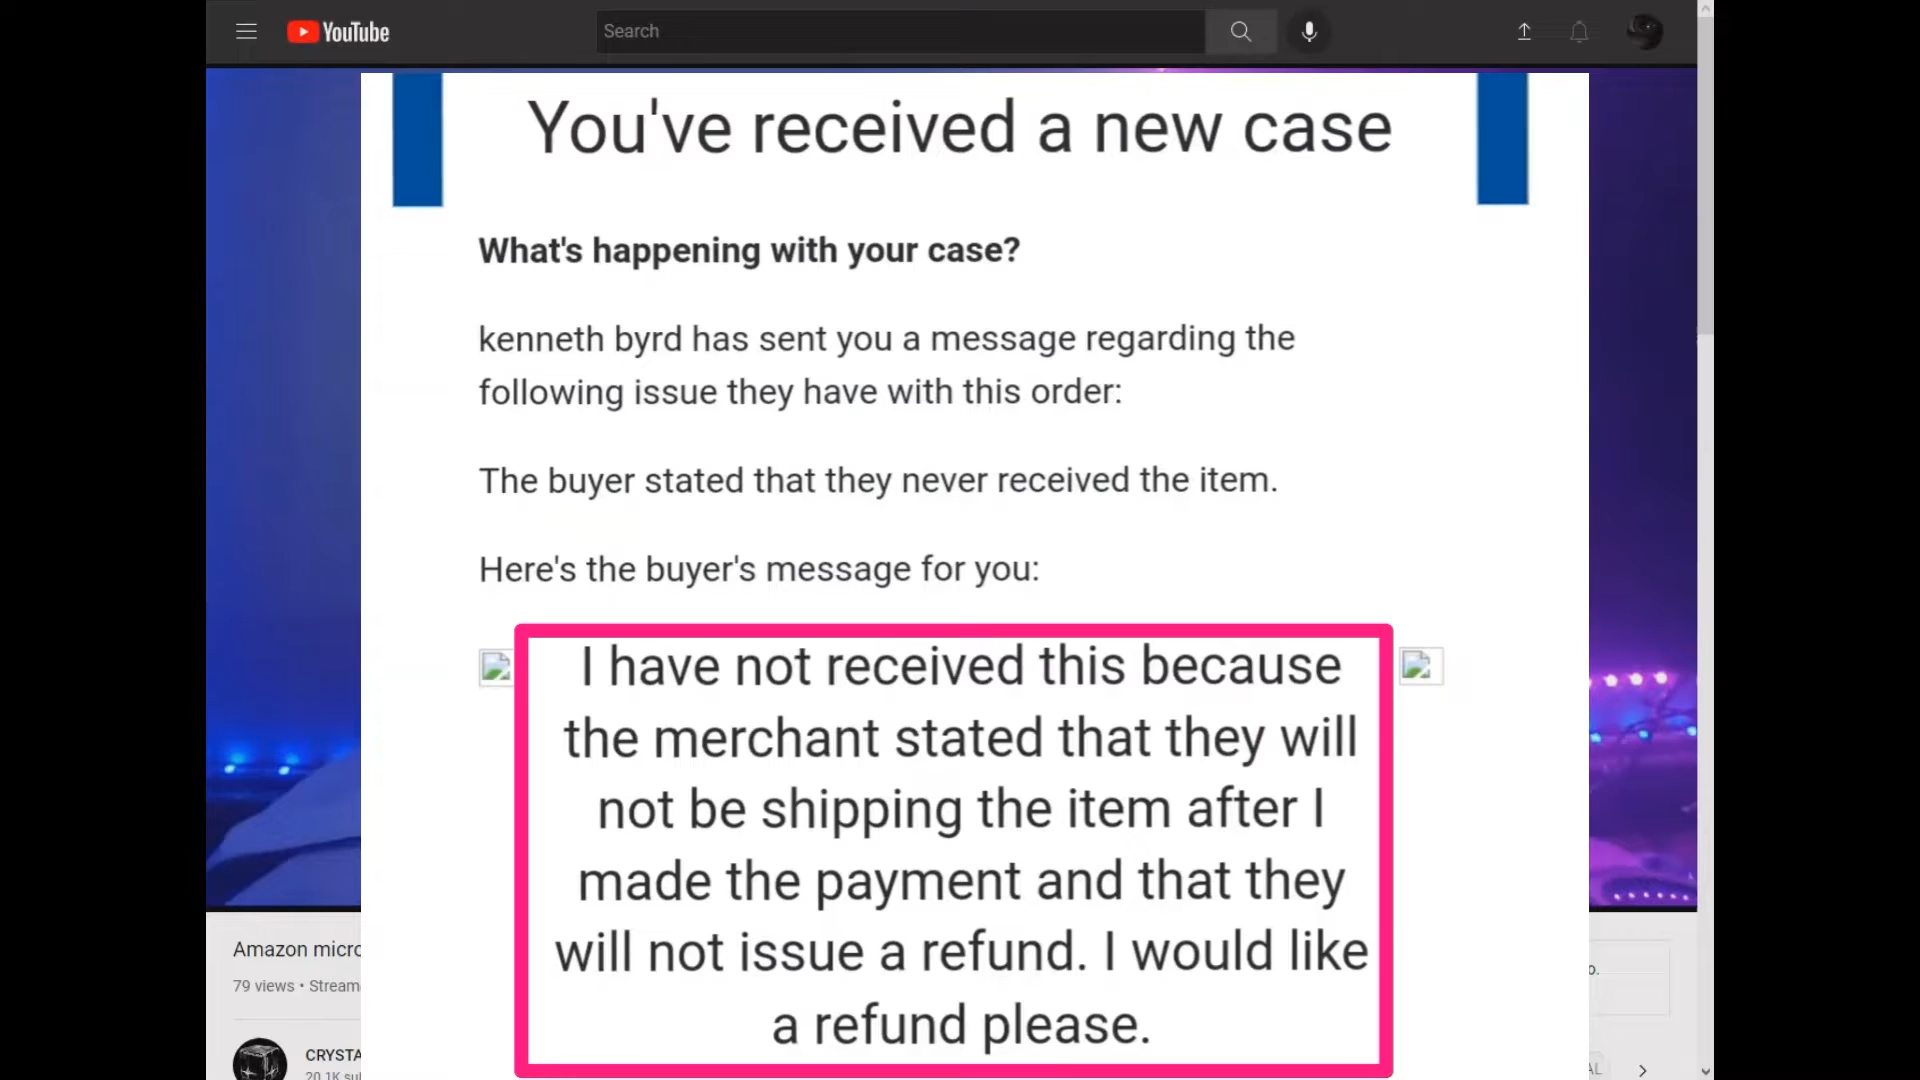 YouTube
Search
You've received a new case
What's happening with your case?
kenneth byrd has sent you a message regarding the
following issue they have with this order:
The buyer stated that they never received the item.
Here's the buyer's message for you:
I have not received this because
the merchant stated that they will
not be shipping the item after I
made the payment and that they
will not issue a refund. I would like
a refund please.
Amazon micro
79 views • Stream
CRYSTA
20.1K su
o.
AL